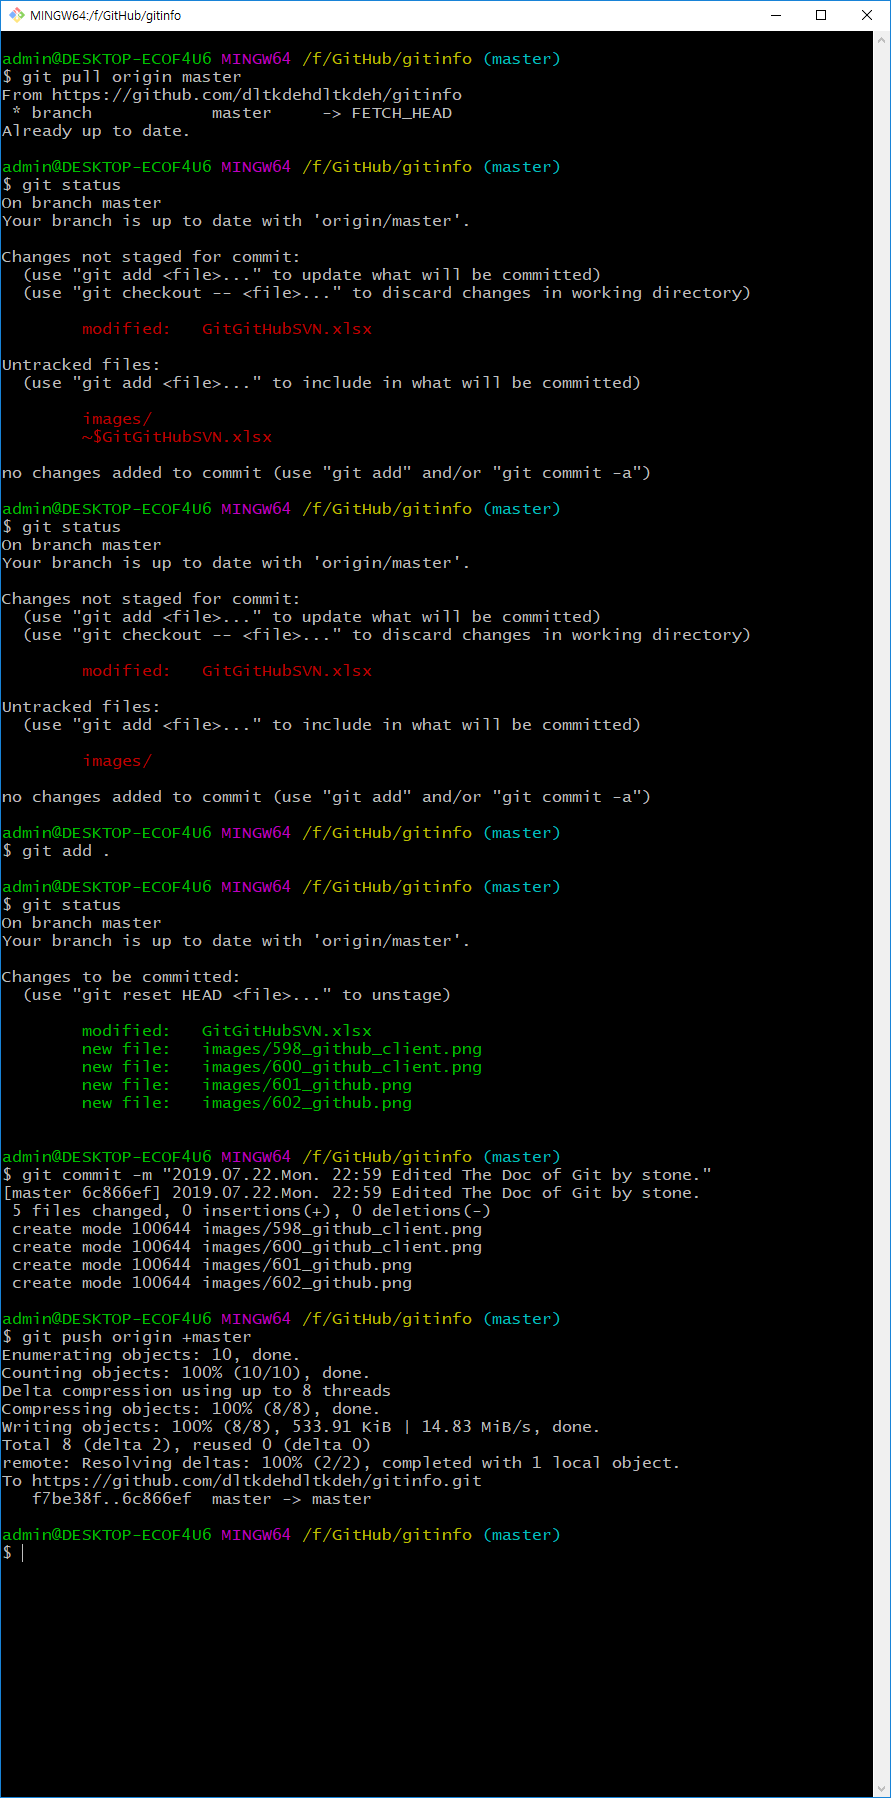 MINGW64:/f/GitHub/gitinfo
admin@DESKTOP-ECOF4U6 MINGW64 /f/GitHub/gitinfo (master)
$ git pull origin master
From https://github.com/dltkdehdltkdeh/gitinfo
 * branch            master     -> FETCH_HEAD
Already up to date.
admin@DESKTOP-ECOF4U6 MINGW64 /f/GitHub/gitinfo (master)
$ git status
On branch master
Your branch is up to date with 'origin/master'.
Changes not staged for commit:
  (use "git add <file>..." to update what will be committed)
  (use "git checkout -- <file>..." to discard changes in working directory)
        modified:   GitGitHubSVN.xlsx
Untracked files:
  (use "git add <file>..." to include in what will be committed)
        images/
        ~$GitGitHubSVN.xlsx
no changes added to commit (use "git add" and/or "git commit -a")
admin@DESKTOP-ECOF4U6 MINGW64 /f/GitHub/gitinfo (master)
$ git status
On branch master
Your branch is up to date with 'origin/master'.
Changes not staged for commit:
  (use "git add <file>..." to update what will be committed)
  (use "git checkout -- <file>..." to discard changes in working directory)
        modified:   GitGitHubSVN.xlsx
Untracked files:
  (use "git add <file>..." to include in what will be committed)
        images/
no changes added to commit (use "git add" and/or "git commit -a")
admin@DESKTOP-ECOF4U6 MINGW64 /f/GitHub/gitinfo (master)
$ git add .
admin@DESKTOP-ECOF4U6 MINGW64 /f/GitHub/gitinfo (master)
$ git status
On branch master
Your branch is up to date with 'origin/master'.
Changes to be committed:
  (use "git reset HEAD <file>..." to unstage)
        modified:   GitGitHubSVN.xlsx
        new file:   images/598_github_client.png
        new file:   images/600_github_client.png
        new file:   images/601_github.png
        new file:   images/602_github.png
admin@DESKTOP-ECOF4U6 MINGW64 /f/GitHub/gitinfo (master)
$ git commit -m "2019.07.22.Mon. 22:59 Edited The Doc of Git by stone."
[master 6c866ef] 2019.07.22.Mon. 22:59 Edited The Doc of Git by stone.
 5 files changed, 0 insertions(+), 0 deletions(-)
 create mode 100644 images/598_github_client.png
 create mode 100644 images/600_github_client.png
 create mode 100644 images/601_github.png
 create mode 100644 images/602_github.png
admin@DESKTOP-ECOF4U6 MINGW64 /f/GitHub/gitinfo (master)
$ git push origin +master
Enumerating objects: 10, done.
Counting objects: 100% (10/10), done.
Delta compression using up to 8 threads
Compressing objects: 100% (8/8), done.
Writing objects: 100% (8/8), 533.91 KiB | 14.83 MiB/s, done.
Total 8 (delta 2), reused 0 (delta 0)
remote: Resolving deltas: 100% (2/2), completed with 1 local object.
To https://github.com/dltkdehdltkdeh/gitinfo.git
   f7be38f..6c866ef  master -> master
admin@DESKTOP-ECOF4U6 MINGW64 /f/GitHub/gitinfo (master)
$